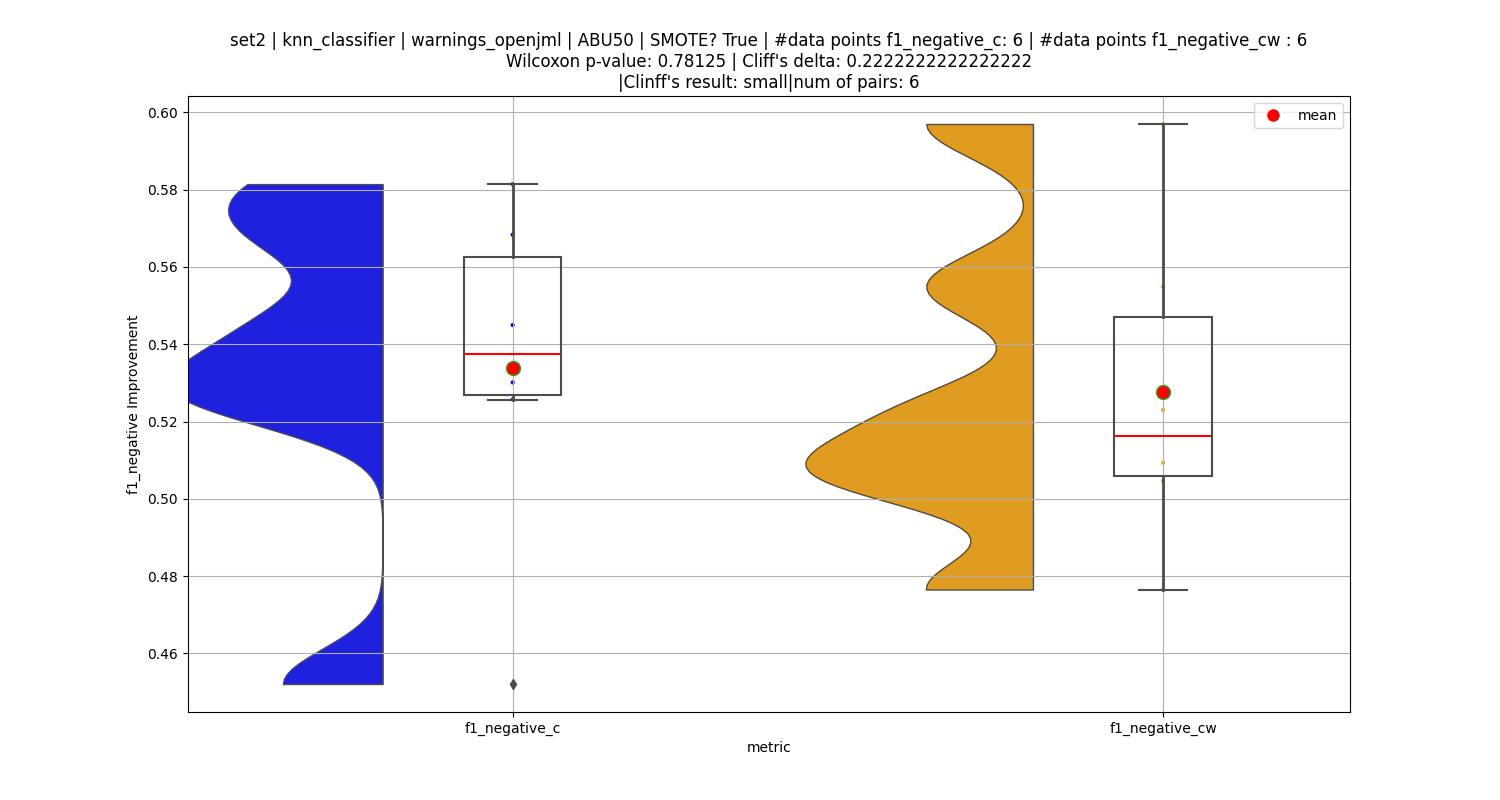 set2 | knn_classifier | warnings_openjml | ABU50 | SMOTE? True | #data points f1_negative_c: 6 | #data points f1_negative_cw : 6
Wilcoxon p-value: 0.78125 | Cliff's delta: 0.2222222222222222
|Clinff's result: small|num of pairs: 6
mean
0.60
0.58
0.56
0.54
0.52
0.50
0.48
0.46
f1_negative Improvement
f1_negative_c
f1_negative_cw
metric